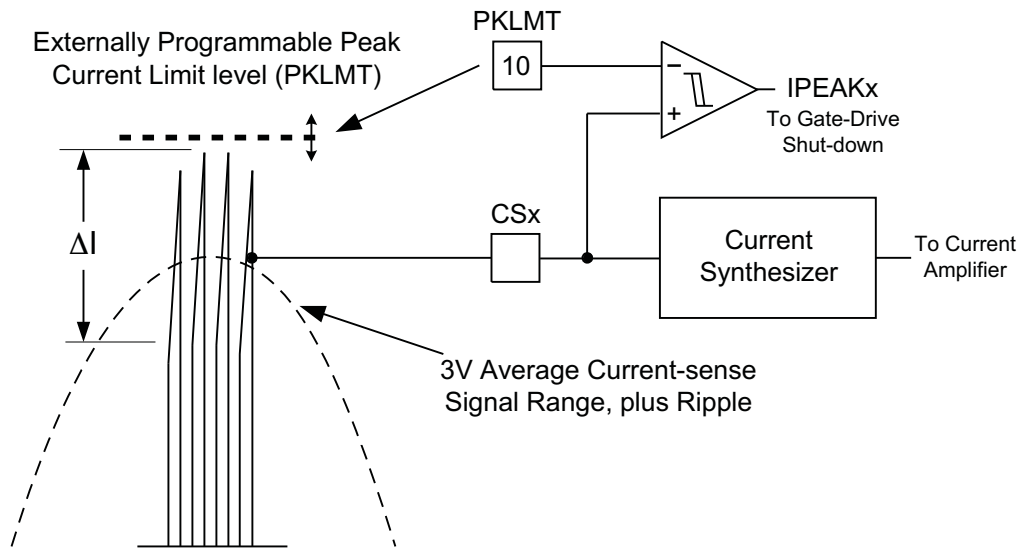 Externally Programmable Peak
Current Limit level (PKLMT)
PKLMT
10
−
+
IPEAKx
To Gate-Drive
Shut-down
ΔI
CSx
Current
Synthesizer
To Current
Amplifier
3V Average Current-sense
Signal Range, plus Ripple